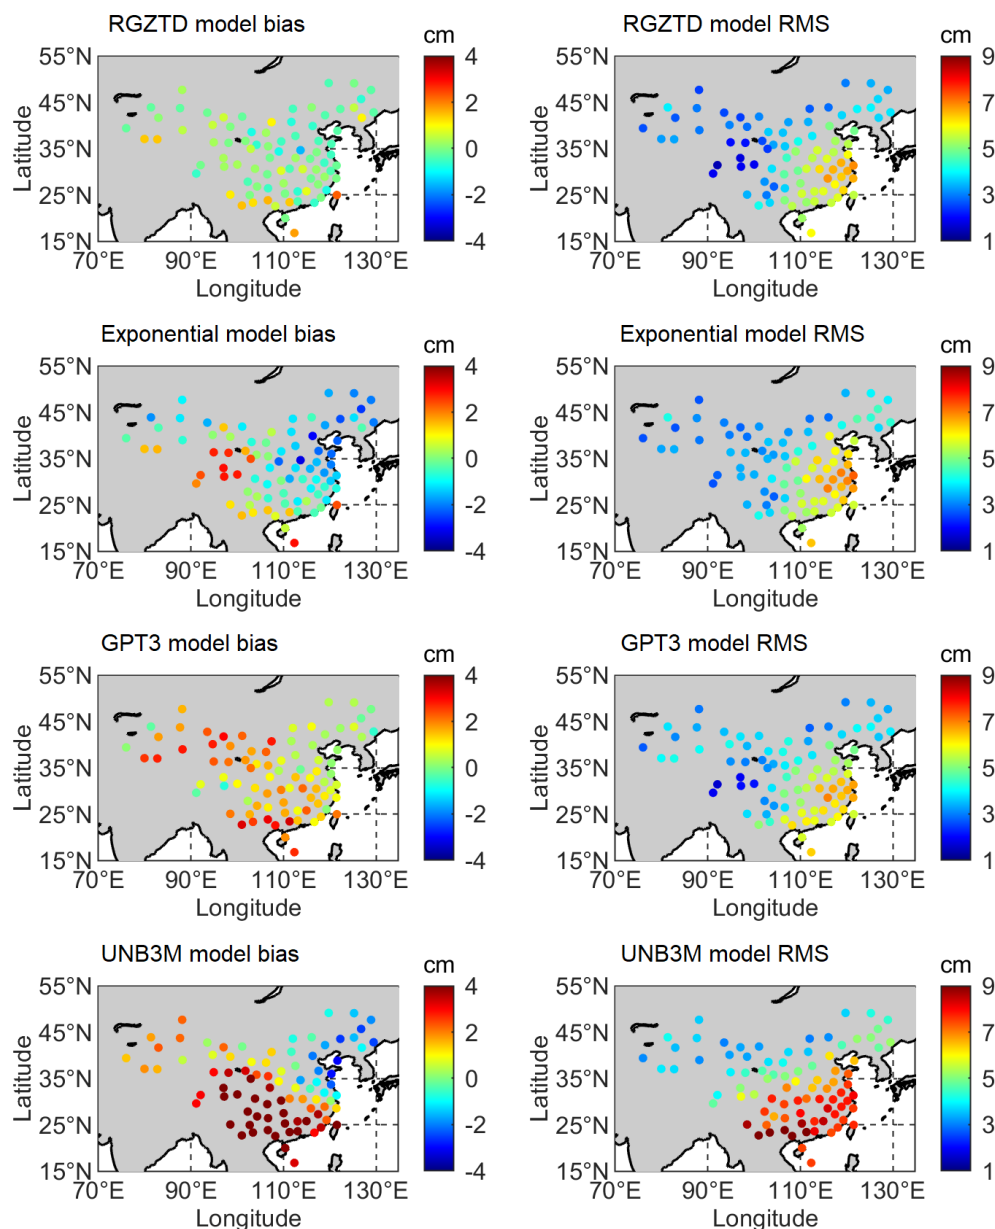 RGZTD model bias
RGZTD model RMS
cm
cm
55°N
45°N
35°N
25°N
15°N
Latitude
70°E 90°E 110°E 130°E
Longitude
4
2
0
-2
-4
55°N
45°N
35°N
25°N
15°N
Latitude
70°E 90°E 110°E 130°E
Longitude
9
7
5
3
1
Exponential model bias
Exponential model RMS
cm
cm
55°N
45°N
35°N
25°N
15°N
Latitude
70°E 90°E 110°E 130°E
Longitude
4
2
0
-2
-4
55°N
45°N
35°N
25°N
15°N
Latitude
70°E 90°E 110°E 130°E
Longitude
9
7
5
3
1
GPT3 model bias
GPT3 model RMS
cm
cm
55°N
45°N
35°N
25°N
15°N
Latitude
70°E 90°E 110°E 130°E
Longitude
4
2
0
-2
-4
55°N
45°N
35°N
25°N
15°N
Latitude
70°E 90°E 110°E 130°E
Longitude
9
7
5
3
1
UNB3M model bias
UNB3M model RMS
cm
cm
55°N
45°N
35°N
25°N
15°N
Latitude
70°E 90°E 110°E 130°E
Longitude
4
2
0
-2
-4
55°N
45°N
35°N
25°N
15°N
Latitude
70°E 90°E 110°E 130°E
Longitude
9
7
5
3
1